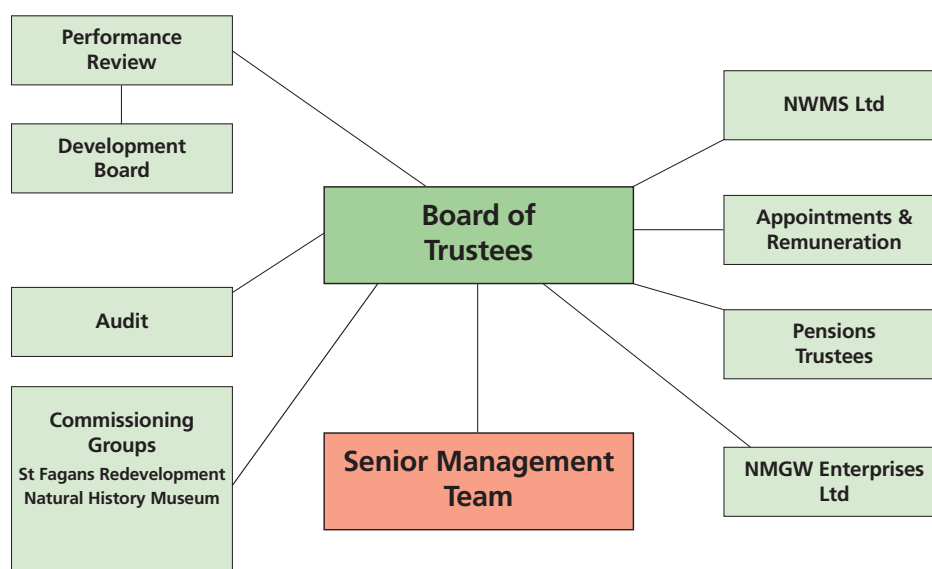 Performance
Review
Development
Board
Audit
Commissioning
Groups
St Fagans Redevelopment
Natural History Museum
Board of
Trustees
Senior Management
Team
NWMS Ltd
Appointments &
Remuneration
Pensions
Trustees
NMGW Enterprises
Ltd